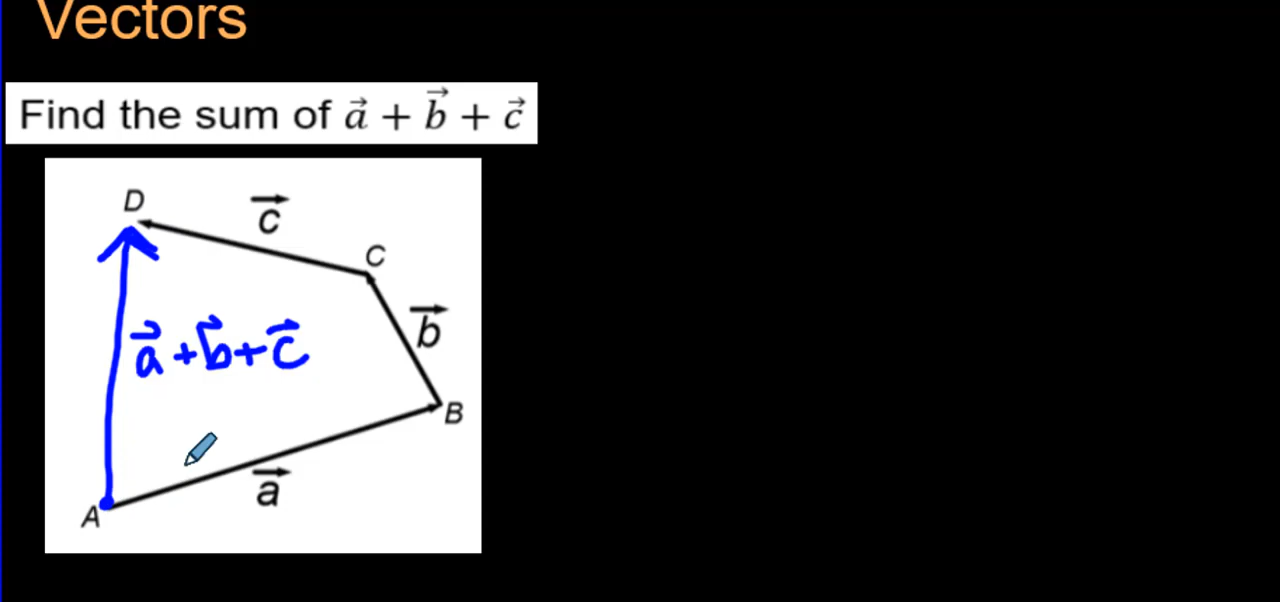 Vectors
Find the sum of a⃗ + b⃗ + c⃗
D
c⃗
C
b⃗
a⃗+b⃗+c⃗
B
a⃗
A